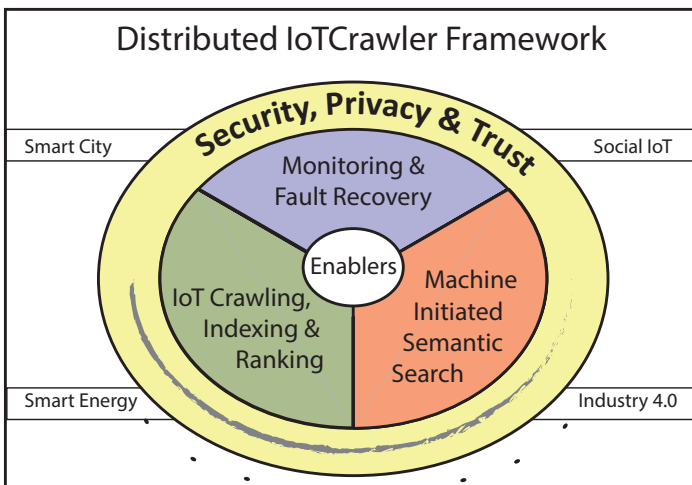 Distributed IoTCrawler Framework
Security, Privacy & Trust
Smart City
Social IoT
Monitoring &
Fault Recovery
Enablers
IoT Crawling,
Indexing &
Ranking
Machine
Initiated
Semantic
Search
Smart Energy
Industry 4.0